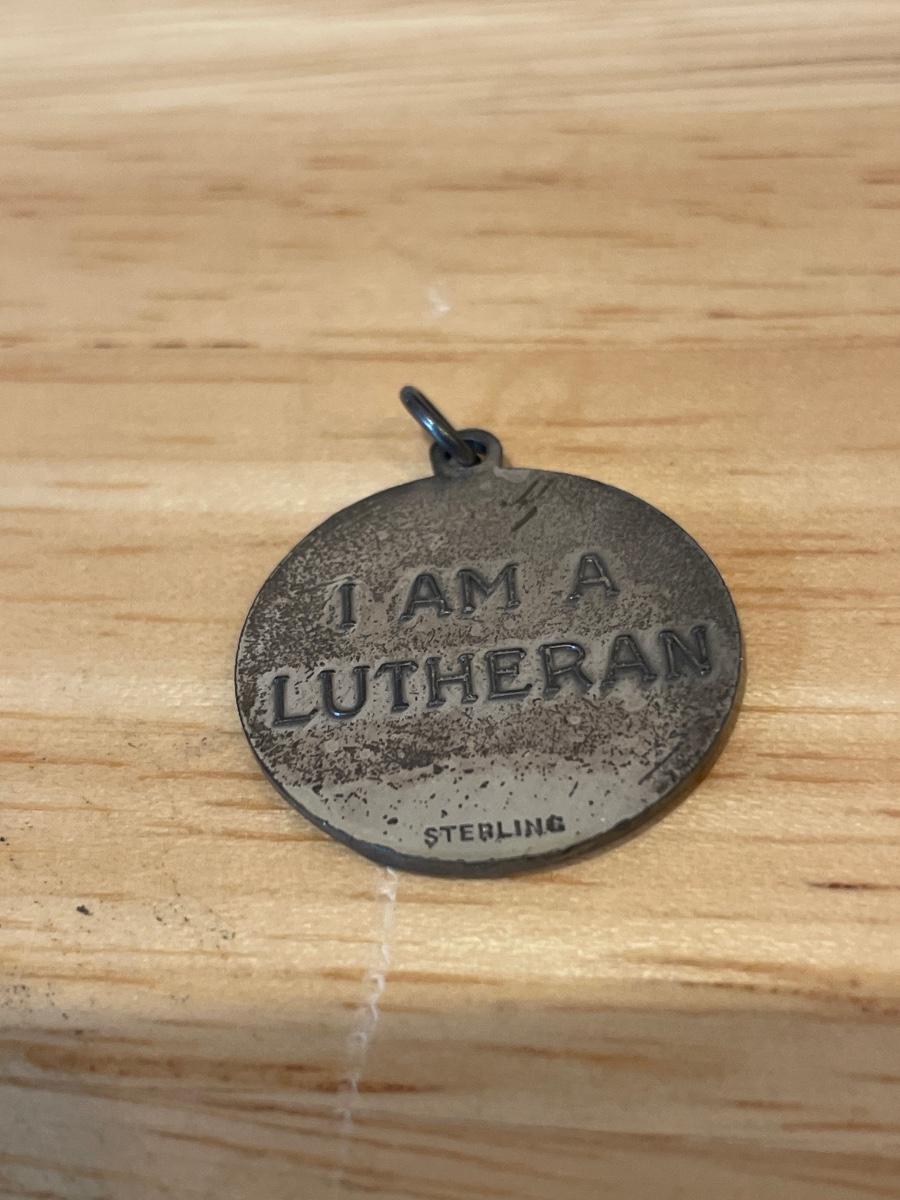 I AM A
LUTHERAN
STERLING